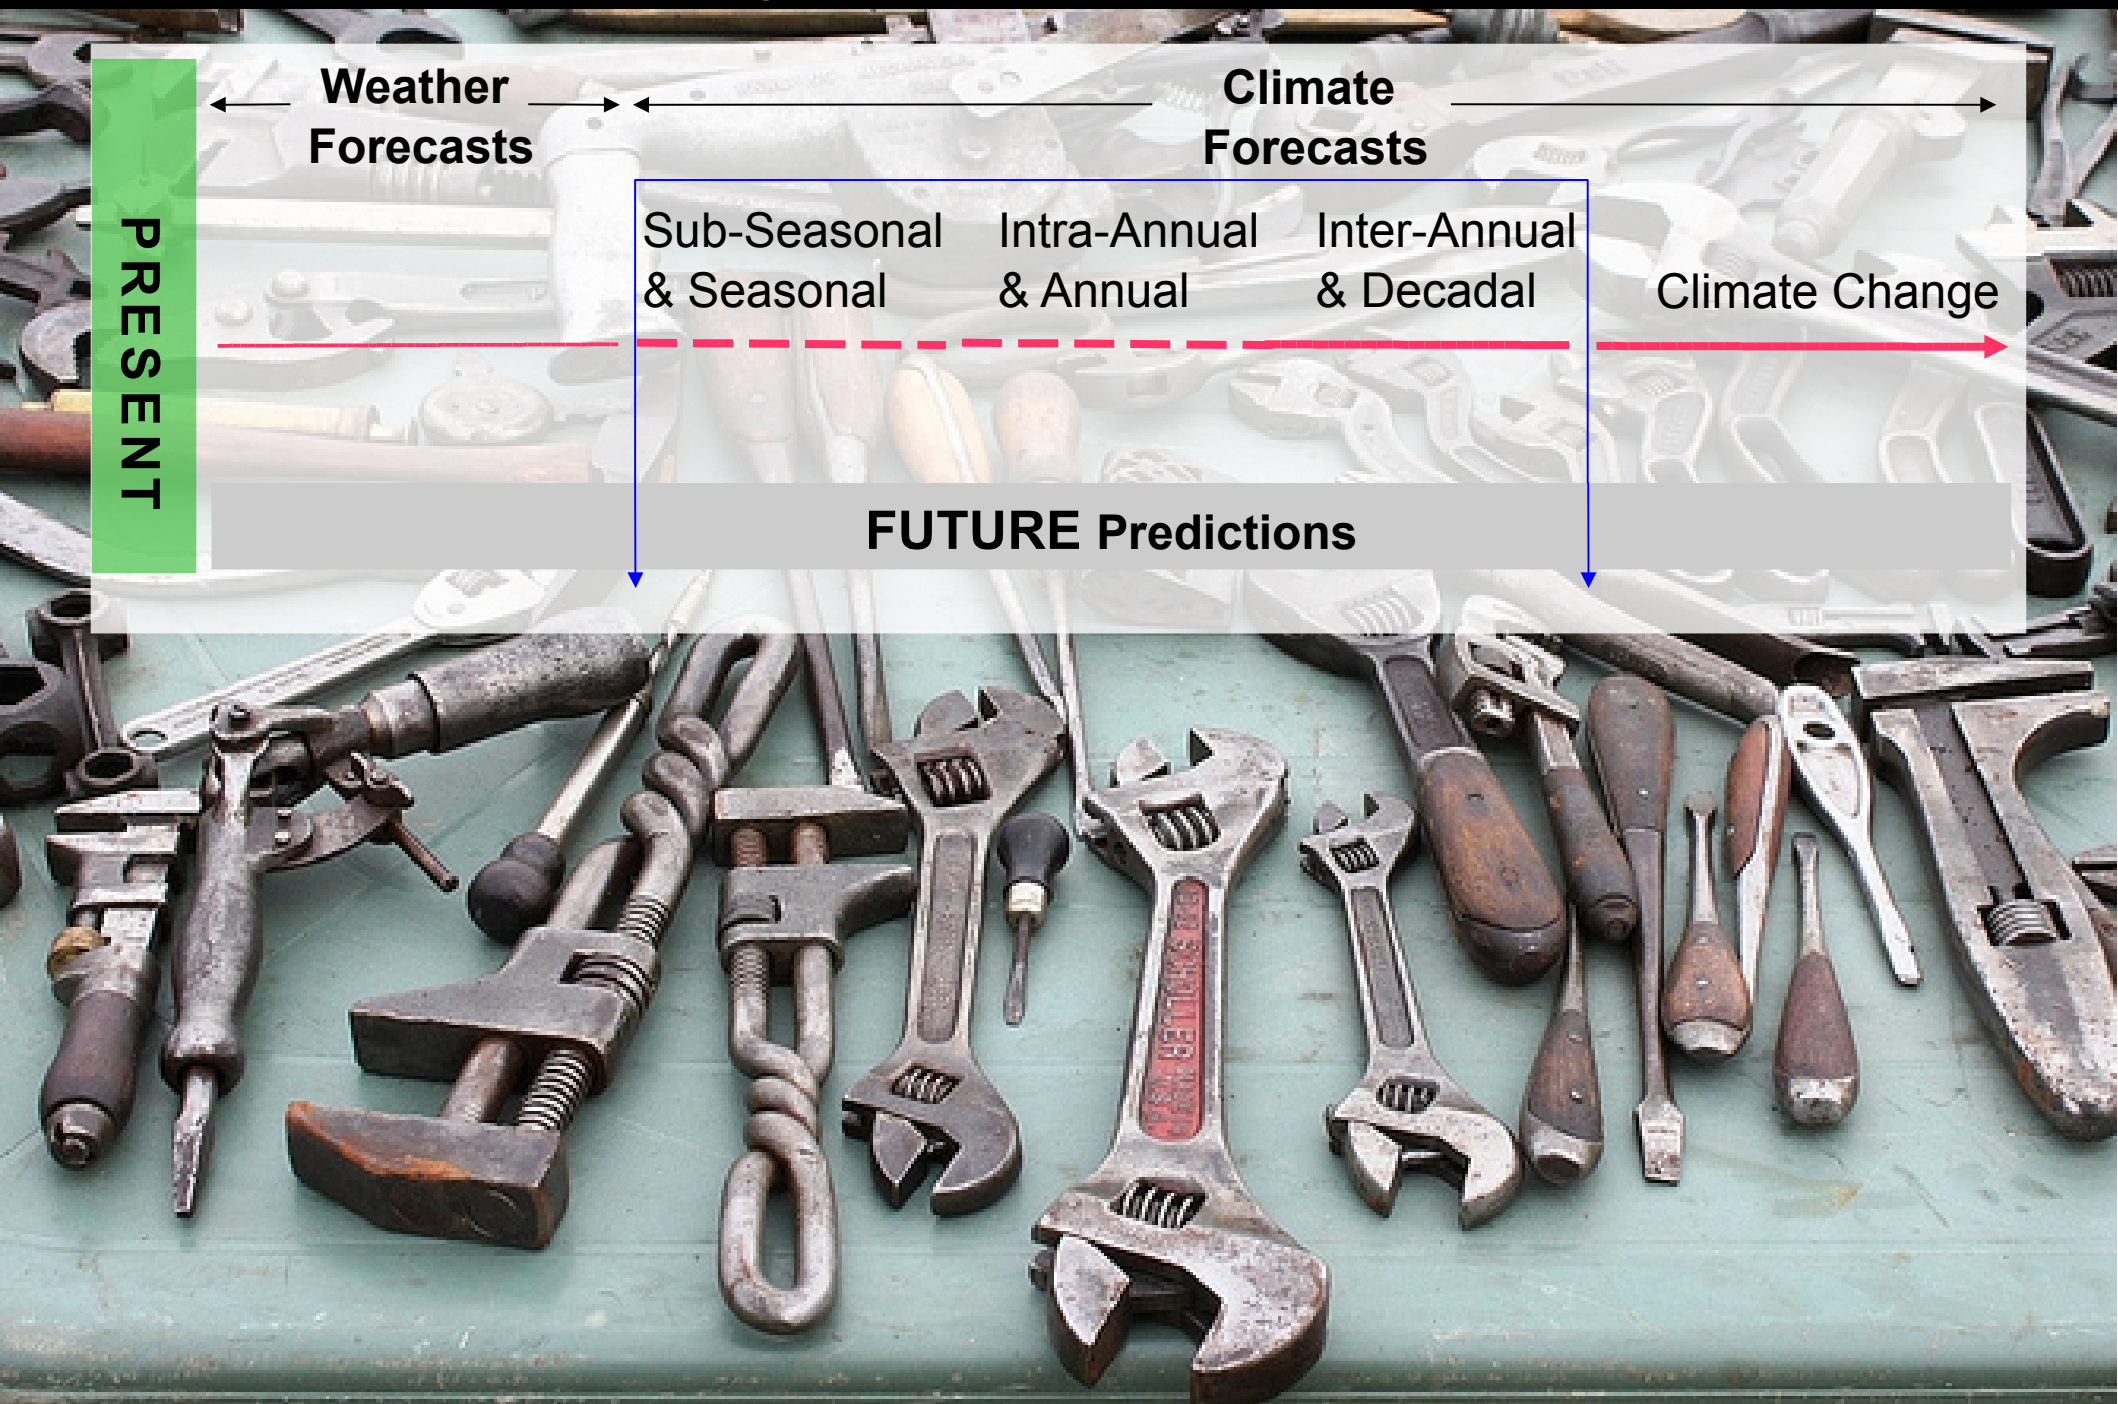 Weather
Forecasts
Climate
Forecasts
PRESENT
Sub-Seasonal
& Seasonal
Intra-Annual
& Annual
Inter-Annual
& Decadal
Climate Change
FUTURE Predictions